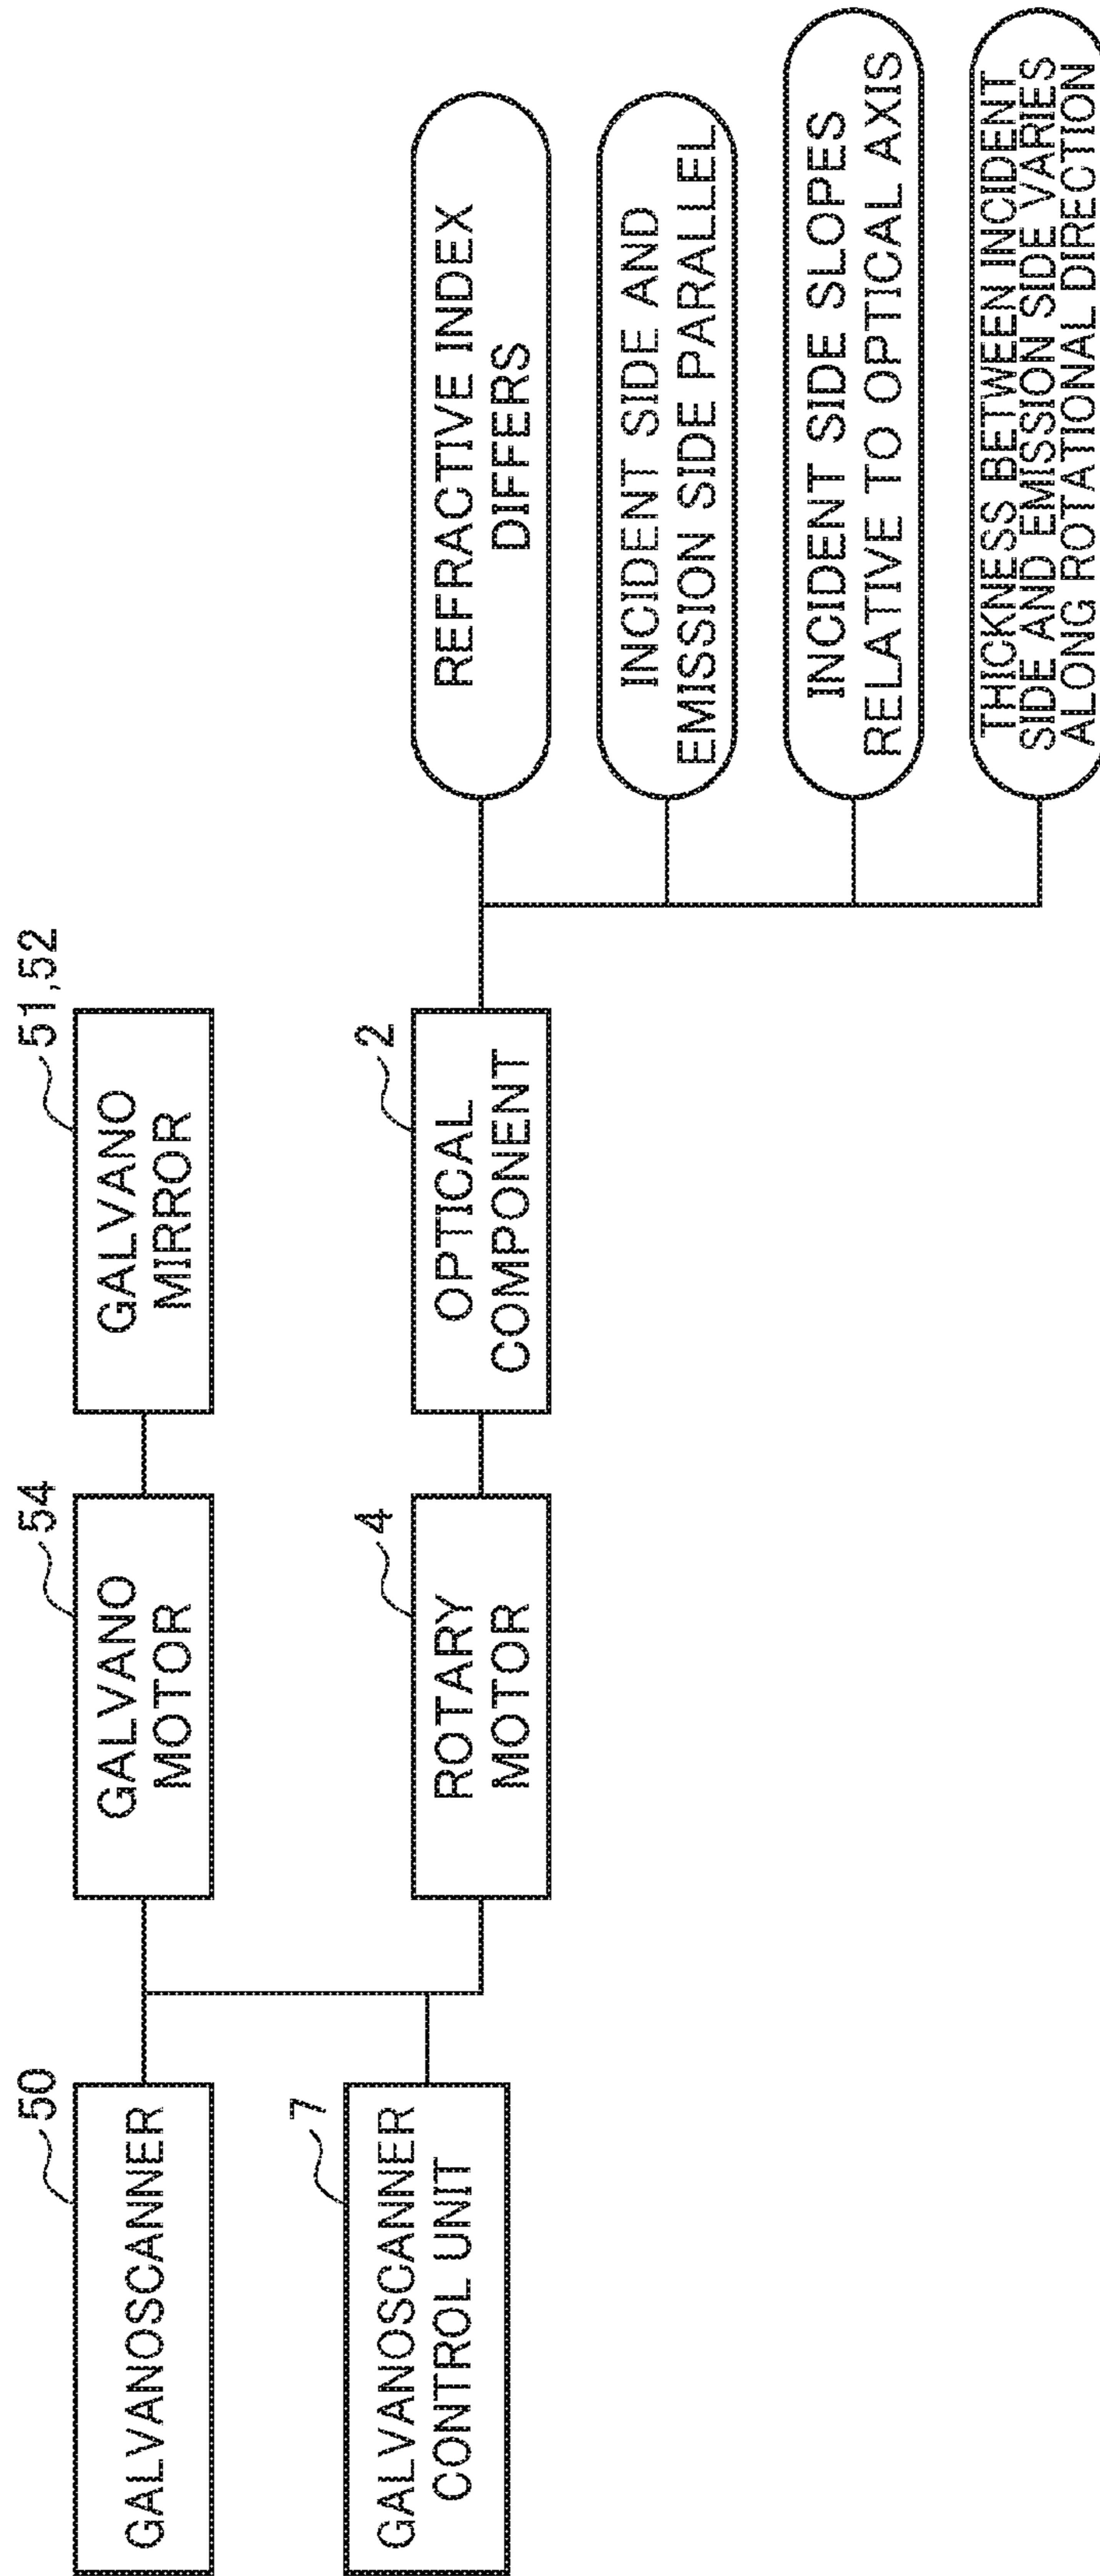 50
GALVANOSCANNER
54
GALVANO
MOTOR
51,52
GALVANO
MIRROR
7
GALVANOSCANNER
CONTROL UNIT
4
ROTARY
MOTOR
2
OPTICAL
COMPONENT
REFRACTIVE INDEX
DIFFERS
INCIDENT SIDE AND
EMISSION SIDE PARALLEL
INCIDENT SIDE SLOPES
RELATIVE TO OPTICAL AXIS
THICKNESS BETWEEN INCIDENT
SIDE AND EMISSION SIDE VARIES
ALONG ROTATIONAL DIRECTION